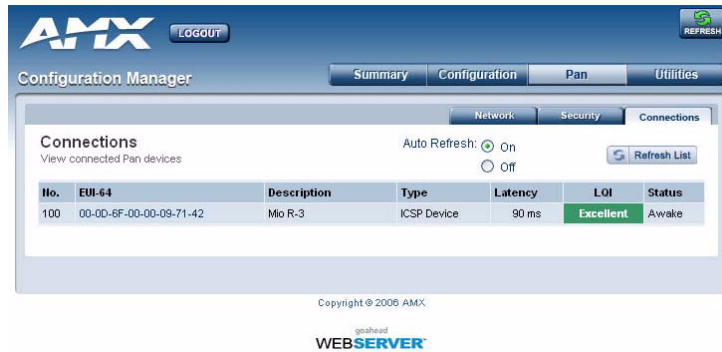 AMX LOGOUT REFRESH
Configuration Manager Summary Configuration Pan Utilities
Network Security Connections
Connections Auto Refresh: On
View connected Pan devices Off Refresh List
No. EUI-64 Description Type Latency LQI Status
100 00-0D-6F-00-00-09-71-42 Mio R-3 ICSP Device 90 ms Excellent Awake
Copyright © 2006 AMX
goahead
WEBSERVER